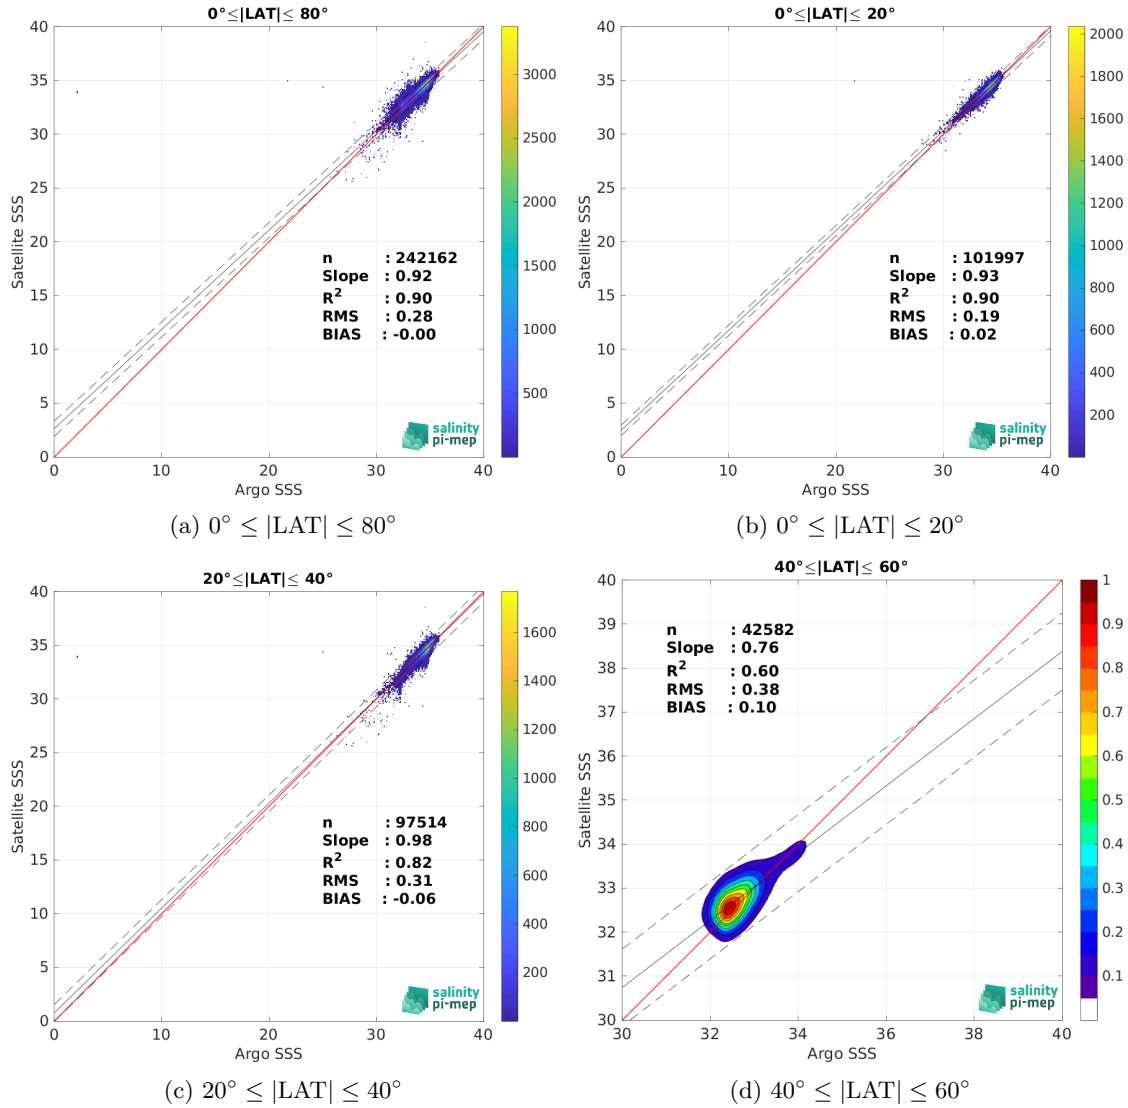 0°≤|LAT|≤ 80°
40
35
30
25
20
15
10
5
0
Satellite SSS
n : 242162
Slope : 0.92
R² : 0.90
RMS : 0.28
BIAS : -0.00
salinity
pi-mep
0
10
20
30
40
Argo SSS
3000
2500
2000
1500
1000
500
(a) 0° ≤ |LAT| ≤ 80°
0°≤|LAT|≤ 20°
40
35
30
25
20
15
10
5
0
Satellite SSS
n : 101997
Slope : 0.93
R² : 0.90
RMS : 0.19
BIAS : 0.02
salinity
pi-mep
0
10
20
30
40
Argo SSS
2000
1800
1600
1400
1200
1000
800
600
400
200
(b) 0° ≤ |LAT| ≤ 20°
20°≤|LAT|≤ 40°
40
35
30
25
20
15
10
5
0
Satellite SSS
n : 97514
Slope : 0.98
R² : 0.82
RMS : 0.31
BIAS : -0.06
salinity
pi-mep
0
10
20
30
40
Argo SSS
1600
1400
1200
1000
800
600
400
200
(c) 20° ≤ |LAT| ≤ 40°
40°≤|LAT|≤ 60°
40
39
38
37
36
35
34
33
32
31
30
Satellite SSS
n : 42582
Slope : 0.76
R² : 0.60
RMS : 0.38
BIAS : 0.10
salinity
pi-mep
30
32
34
36
38
40
Argo SSS
1
0.9
0.8
0.7
0.6
0.5
0.4
0.3
0.2
0.1
(d) 40° ≤ |LAT| ≤ 60°